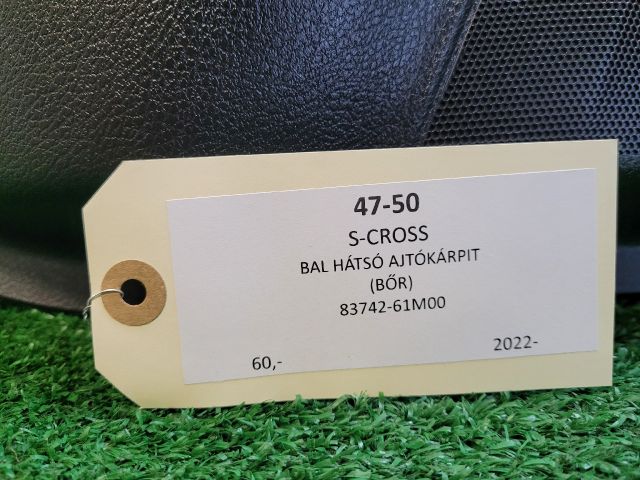 47-50
S-CROSS
BAL HÁTSÓ AJTÓKÁRPIT
(BŐR)
83742-61M00
60,- 2022-